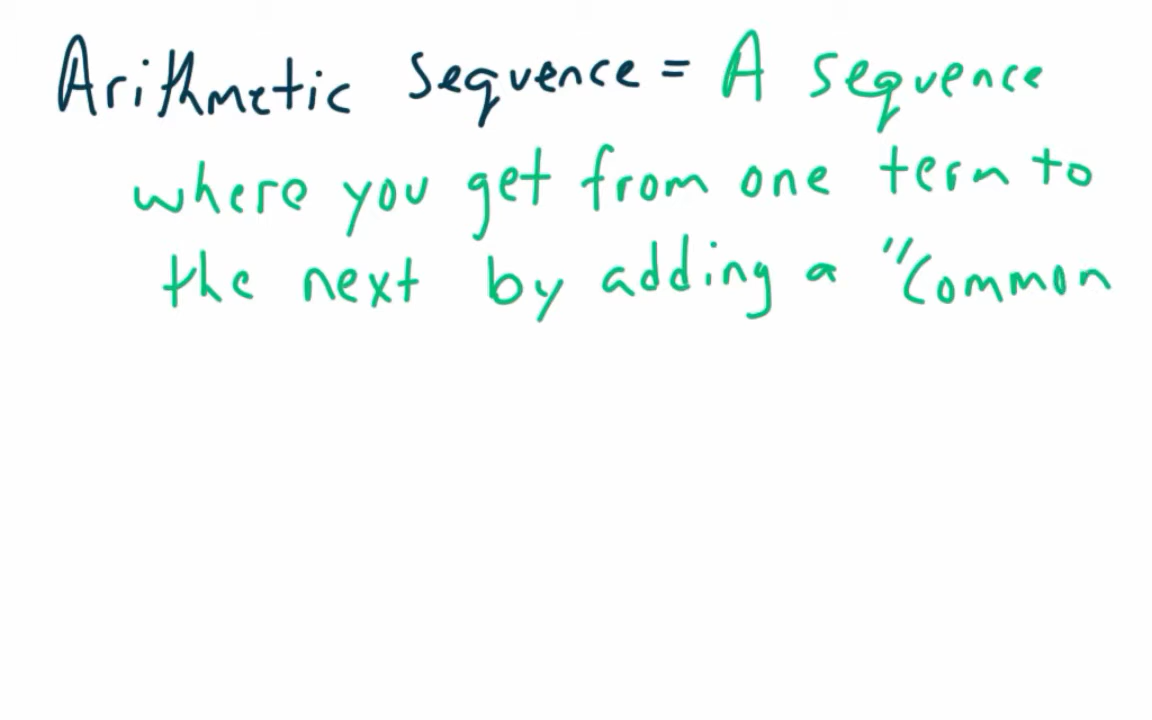 Arithmetic Sequence = A sequence
where you get from one term to
the next by adding a "Common